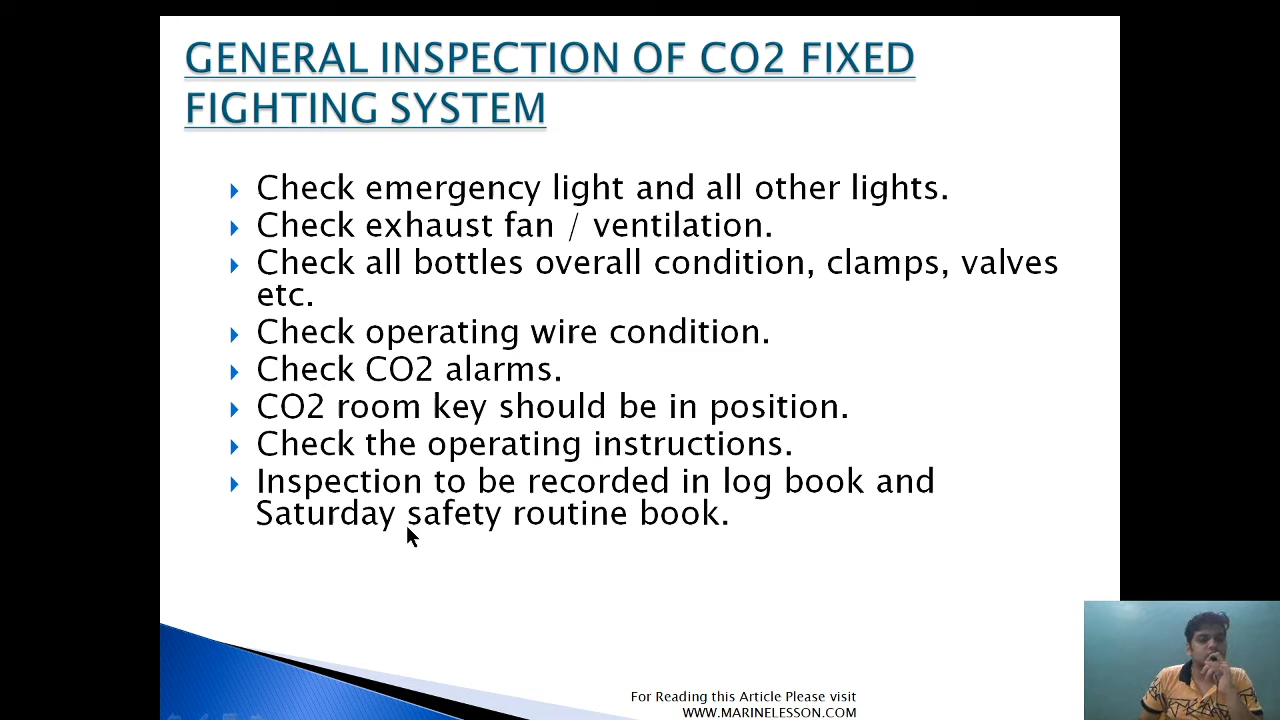 GENERAL INSPECTION OF CO2 FIXED
FIGHTING SYSTEM
Check emergency light and all other lights.
Check exhaust fan / ventilation.
Check all bottles overall condition, clamps, valves
etc.
Check operating wire condition.
Check CO2 alarms.
CO2 room key should be in position.
Check the operating instructions.
Inspection to be recorded in log book and
Saturday safety routine book.
For Reading this Article Please visit
WWW.MARINELESSON.COM